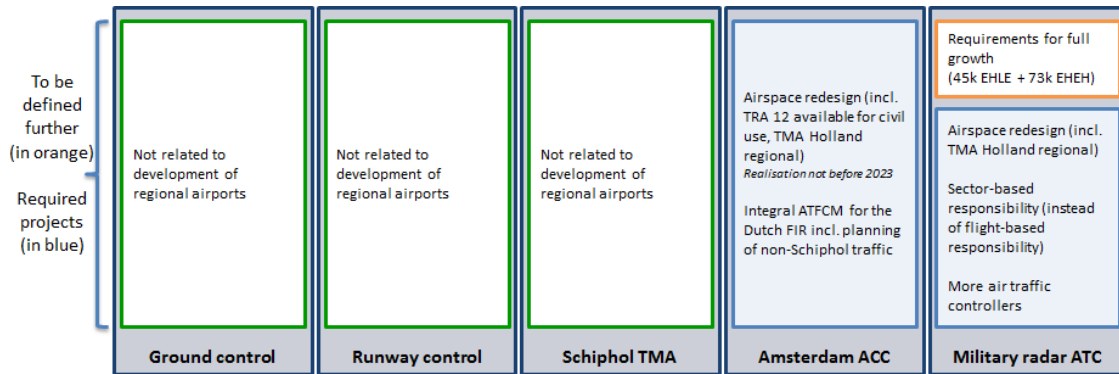 To be
defined
further
(in orange)
Required
projects
(in blue)
Not related to
development of
regional airports
Ground control
Not related to
development of
regional airports
Runway control
Not related to
development of
regional airports
Schiphol TMA
Airspace redesign (incl.
TRA 12 available for civil
use, TMA Holland
regional)
Realisation not before 2023
Integral ATFCM for the
Dutch FIR incl. planning
of non-Schiphol traffic
Amsterdam ACC
Requirements for full
growth
(45k EHLE + 73k EHEH)
Airspace redesign (incl.
TMA Holland regional)
Sector-based
responsibility (instead
of flight-based
responsibility)
More air traffic
controllers
Military radar ATC